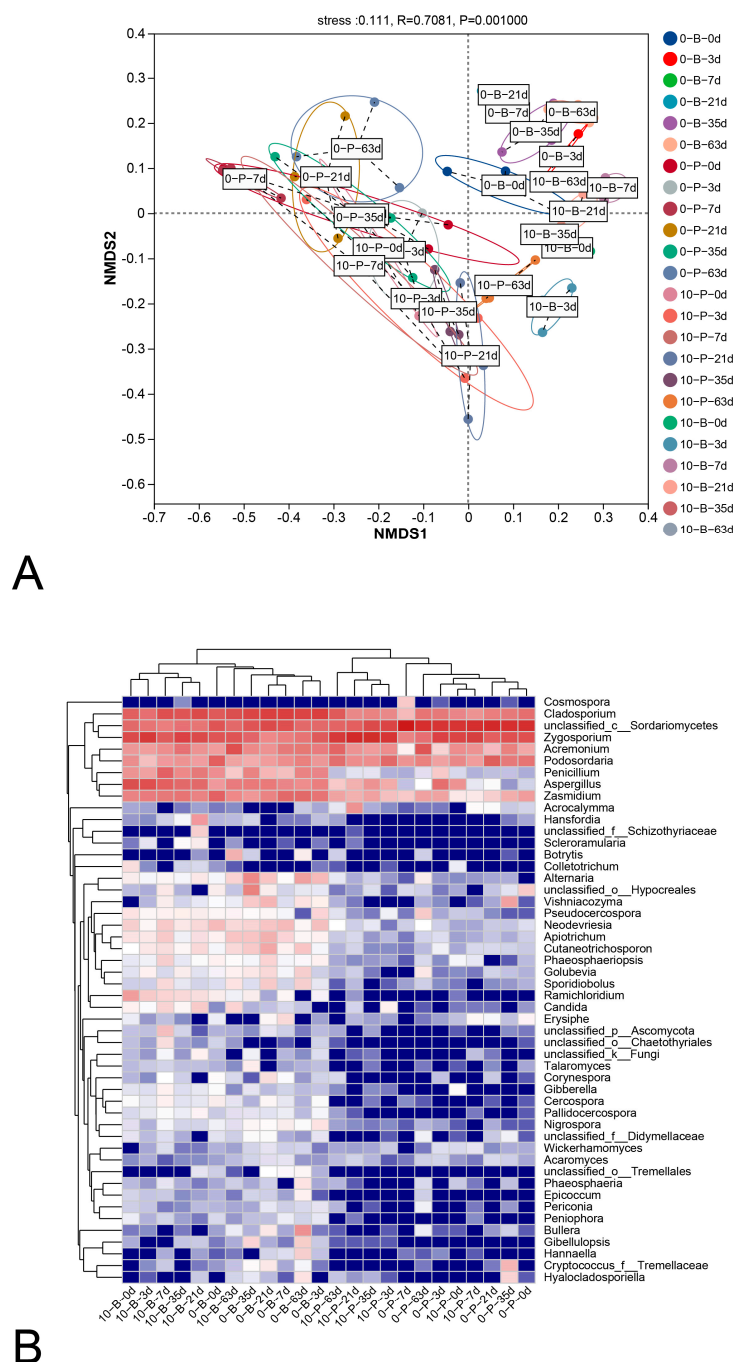 stress :0.111, R=0.7081, P=0.001000
0.4
0.3
0.2
0.1
0
-0.1
-0.2
-0.3
-0.4
-0.5
-0.6
NMDS2
-0.7
-0.6
-0.5
-0.4
-0.3
-0.2
-0.1
0
0.1
0.2
0.3
0.4
NMDS1
0-B-21d
0-B-7d
0-B-63d
0-B-35d
0-P-63d
0-B-3d
0-P-7d
0-P-21d
0-B-0d
10-B-63d
10-B-7d
0-P-35d
10-B-21d
10-P-0d
-3d
10-B-35d
10-B-0d
10-P-7d
10-P-63d
10-P-3d
10-P-35d
10-B-3d
10-P-21d
0-B-0d
0-B-3d
0-B-7d
0-B-21d
0-B-35d
0-B-63d
0-P-0d
0-P-3d
0-P-7d
0-P-21d
0-P-35d
0-P-63d
10-P-0d
10-P-3d
10-P-7d
10-P-21d
10-P-35d
10-P-63d
10-B-0d
10-B-3d
10-B-7d
10-B-21d
10-B-35d
10-B-63d
A
Cosmospora
Cladosporium
unclassified_c__Sordariomycetes
Zygosporium
Acremonium
Podosordaria
Penicillium
Aspergillus
Zasmidium
Acrocalymma
Hansfordia
unclassified_f__Schizothyriaceae
Scleroramularia
Botrytis
Colletotrichum
Alternaria
unclassified_o__Hypocreales
Vishniacozyma
Pseudocercospora
Neodevriesia
Apiotrichum
Cutaneotrichosporon
Phaeosphaeriopsis
Golubevia
Sporidiobolus
Ramichloridium
Candida
Erysiphe
unclassified_p__Ascomycota
unclassified_o__Chaetothyriales
unclassified_k__Fungi
Talaromyces
Corynespora
Gibberella
Cercospora
Pallidocercospora
Nigrospora
unclassified_f__Didymellaceae
Wickerhamomyces
Acaromyces
unclassified_o__Tremellales
Phaeosphaeria
Epicoccum
Periconia
Peniophora
Bullera
Gibellulopsis
Hannaella
Cryptococcus_f__Tremellaceae
Hyalocladosporiella
10-B-0d
10-B-3d
10-B-7d
10-B-35d
10-B-21d
0-B-0d
10-B-63d
0-B-35d
0-B-21d
0-B-7d
0-B-63d
0-B-3d
10-P-63d
10-P-21d
10-P-35d
10-P-3d
0-P-7d
0-P-63d
0-P-3d
10-P-0d
10-P-7d
0-P-21d
0-P-35d
0-P-0d
B